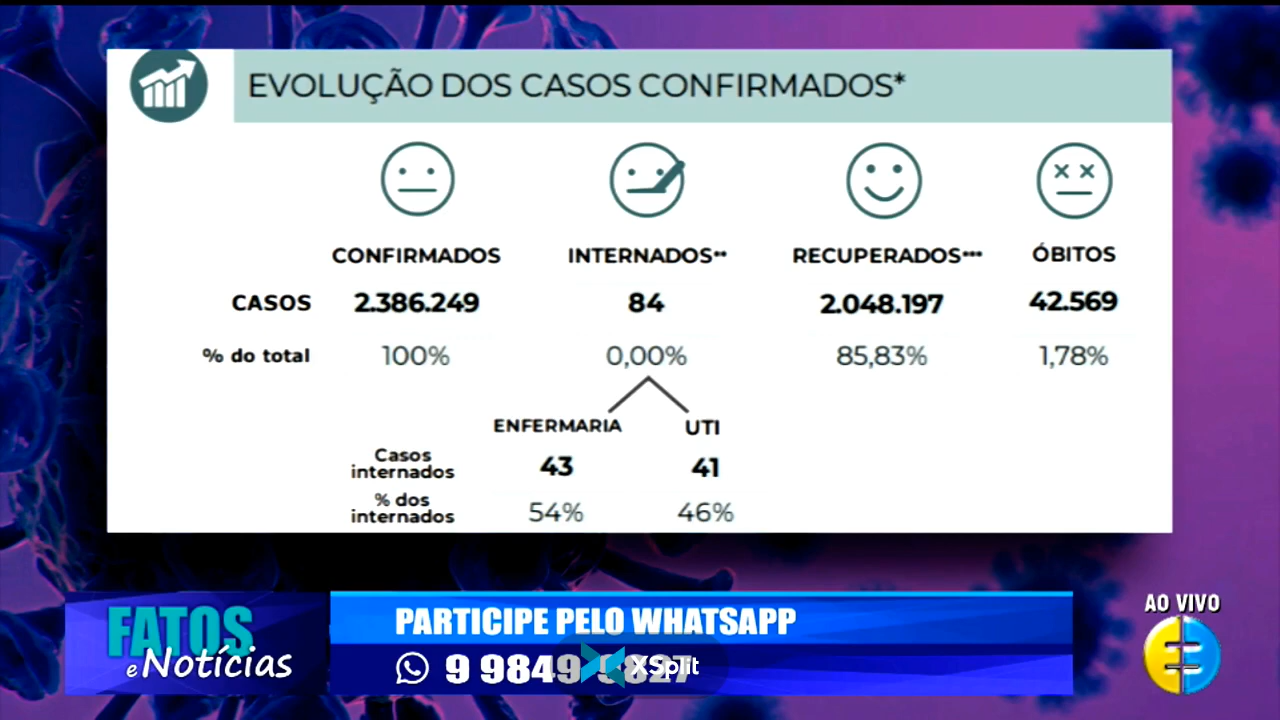 EVOLUÇÃO DOS CASOS CONFIRMADOS*
CONFIRMADOS INTERNADOS** RECUPERADOS*** ÓBITOS
CASOS 2.386.249 84 2.048.197 42.569
% do total 100% 0,00% 85,83% 1,78%
ENFERMARIA UTI
Casos internados 43 41
% dos internados 54% 46%
FATOS
e Notícias
PARTICIPE PELO WHATSAPP
9 9849
XSplit
AO VIVO